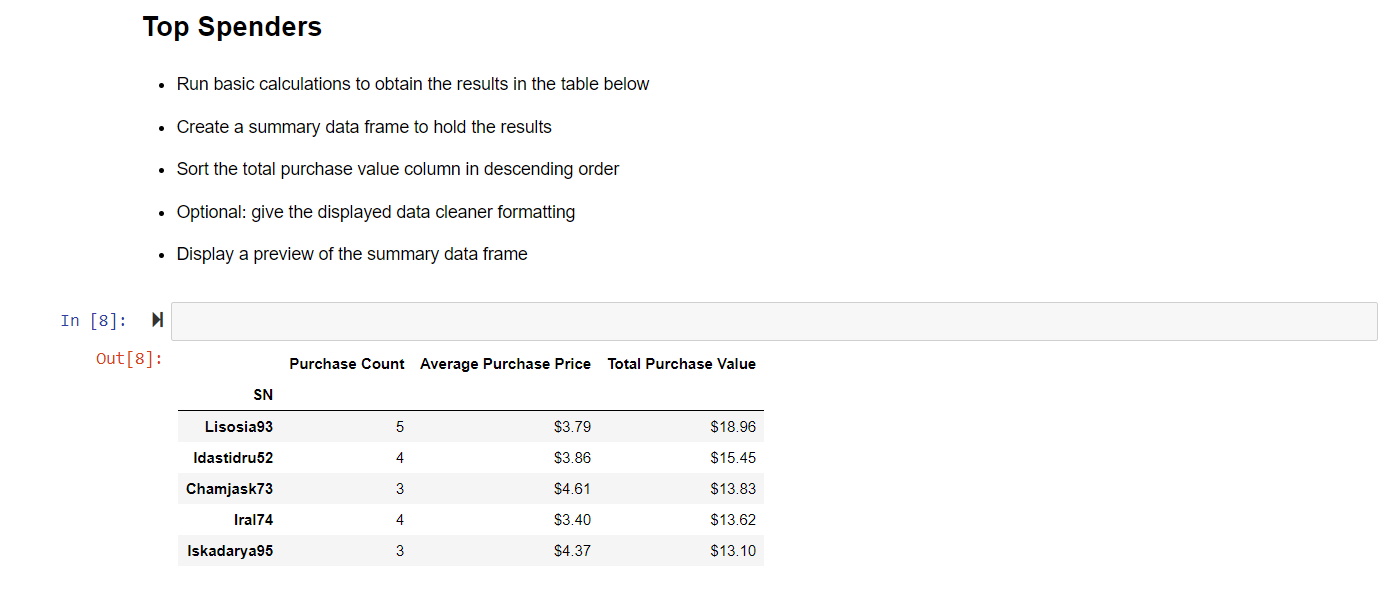 Top Spenders
Run basic calculations to obtain the results in the table below
Create a summary data frame to hold the results
Sort the total purchase value column in descending order
Optional: give the displayed data cleaner formatting
Display a preview of the summary data frame
In [8]:
Out[8]:
Purchase Count Average Purchase Price Total Purchase Value
SN
Lisosia93 5 $3.79 $18.96
Idastidru52 4 $3.86 $15.45
Chamjask73 3 $4.61 $13.83
Iral74 4 $3.40 $13.62
Iskadarya95 3 $4.37 $13.10